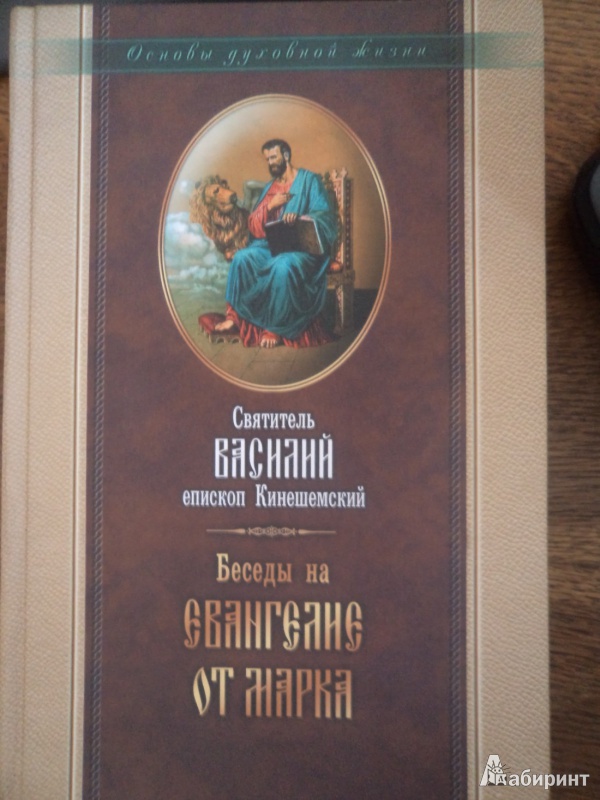 Основы духовной жизни
Святитель
ВАСИЛИЙ
епископ Кинешемский
Беседы на
ЕВАНГЕЛИЕ
ОТ МАРКА
Лабиринт